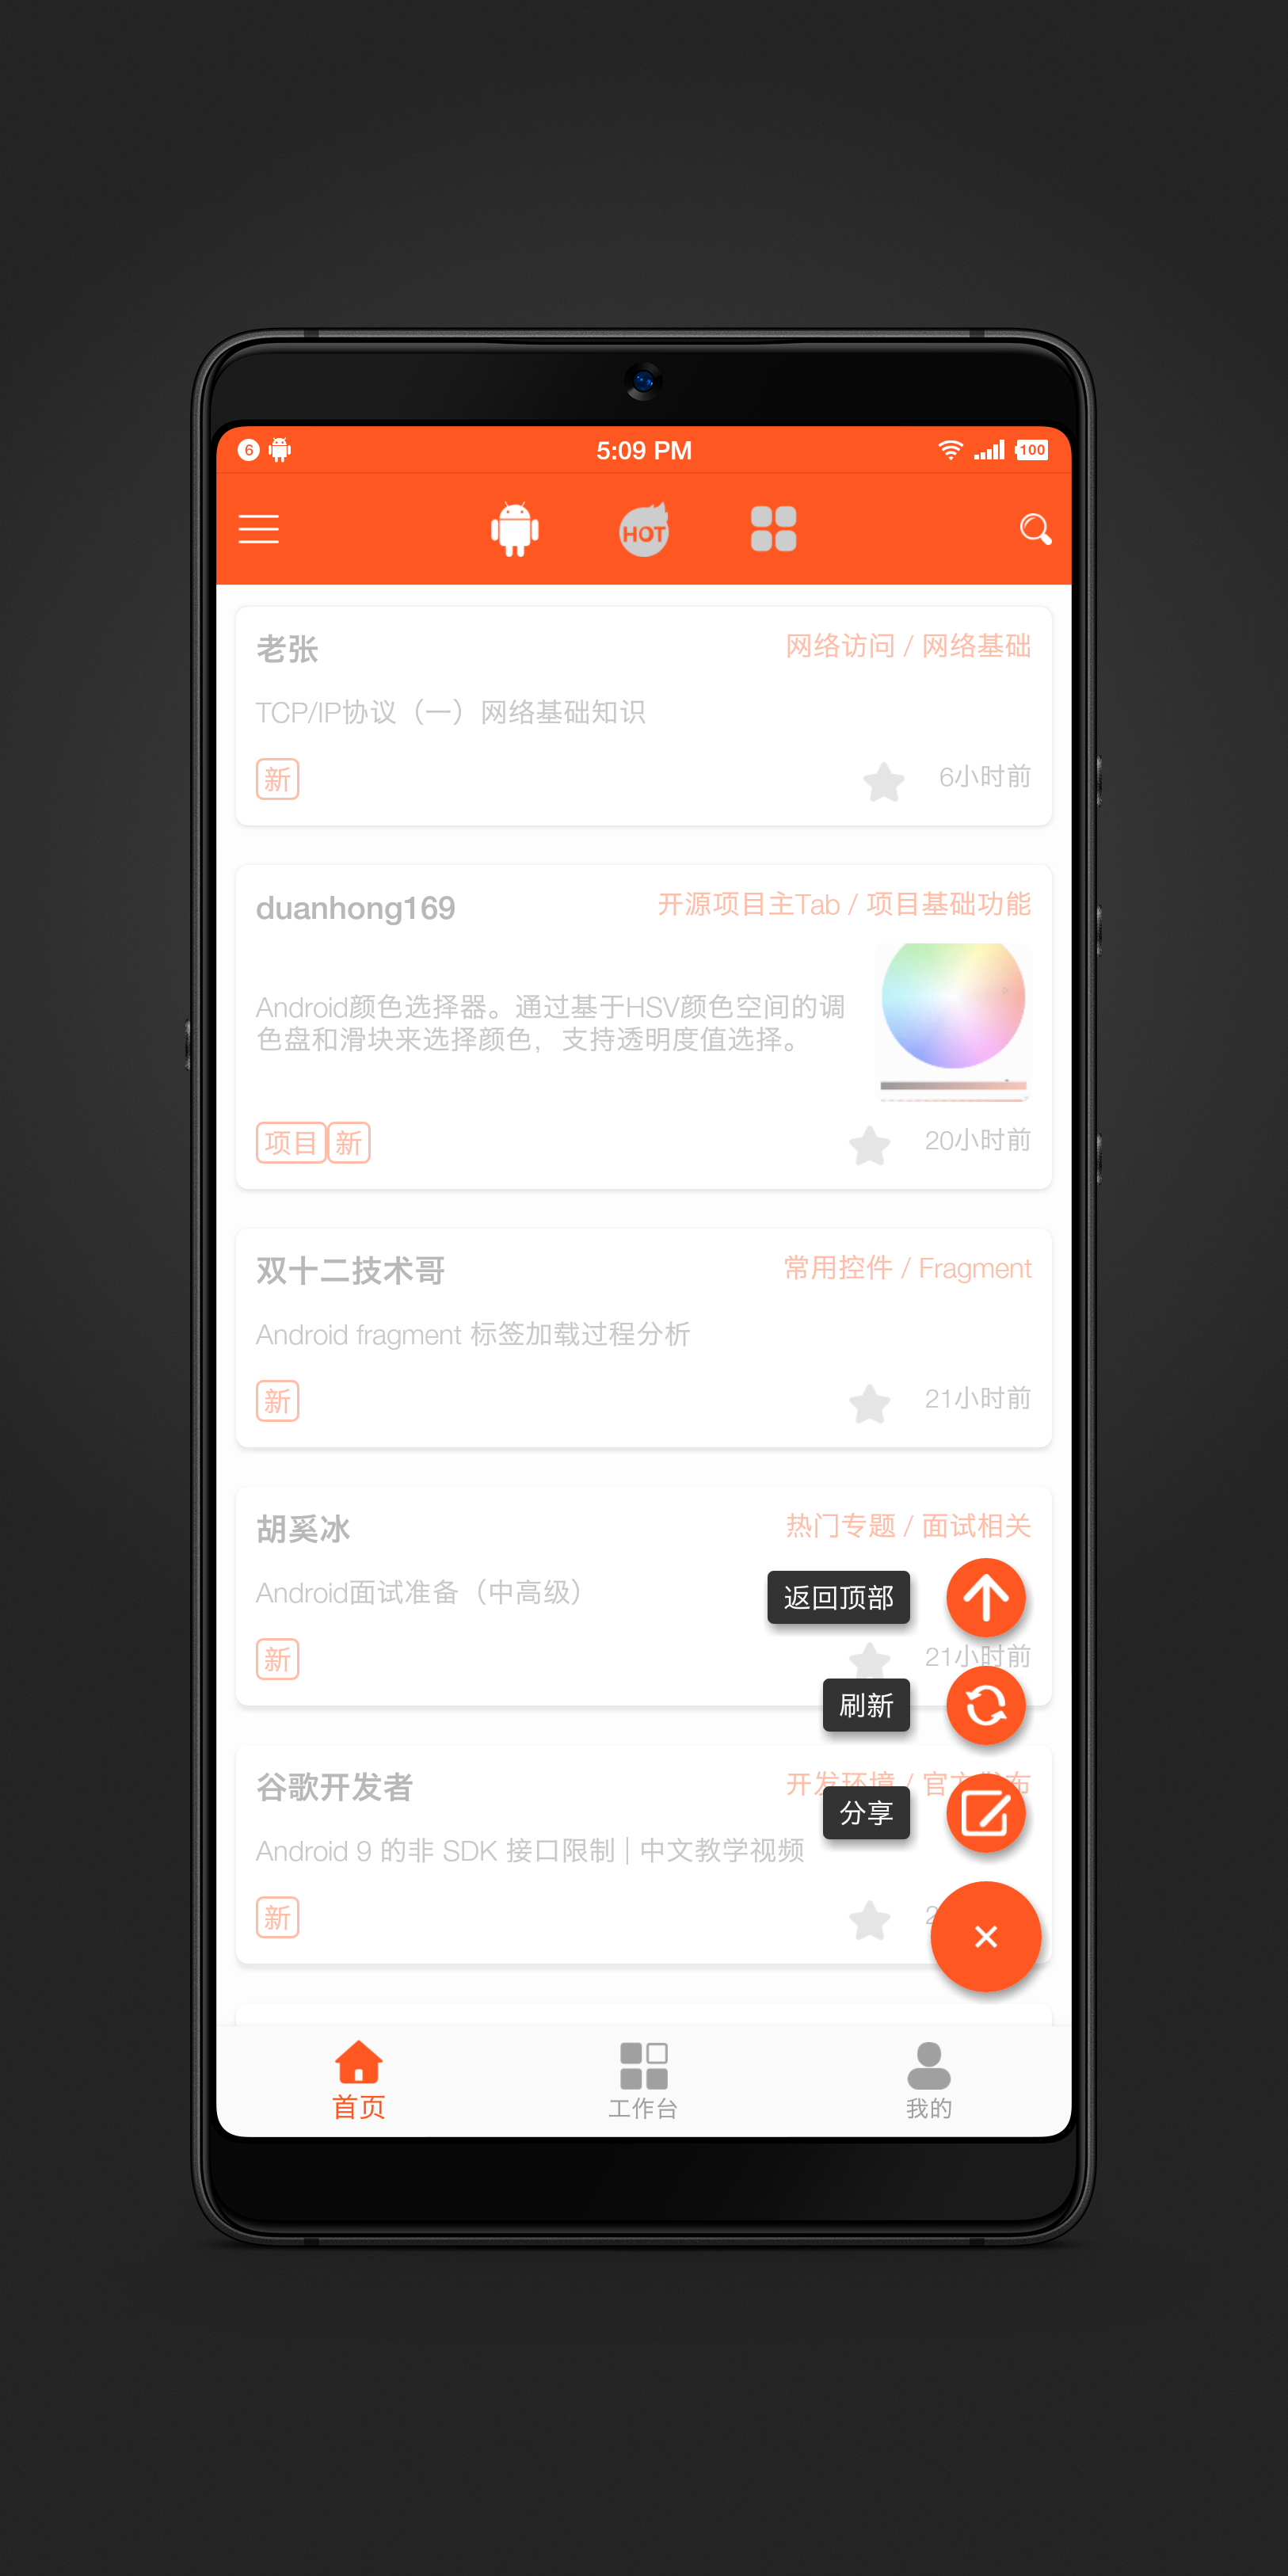 6
5:09 PM
100
HOT
老张
网络访问 / 网络基础
TCP/IP协议（一）网络基础知识
新
6小时前
duanhong169
开源项目主Tab / 项目基础功能
Android颜色选择器。通过基于HSV颜色空间的调
色盘和滑块来选择颜色，支持透明度值选择。
项目
新
20小时前
双十二技术哥
常用控件 / Fragment
Android fragment 标签加载过程分析
新
21小时前
胡奚冰
热门专题 / 面试相关
Android面试准备（中高级）
返回顶部
新
21小时前
刷新
谷歌开发者
开发环境 / 官方发布
分享
Android 9 的非 SDK 接口限制 | 中文教学视频
新
首页
工作台
我的